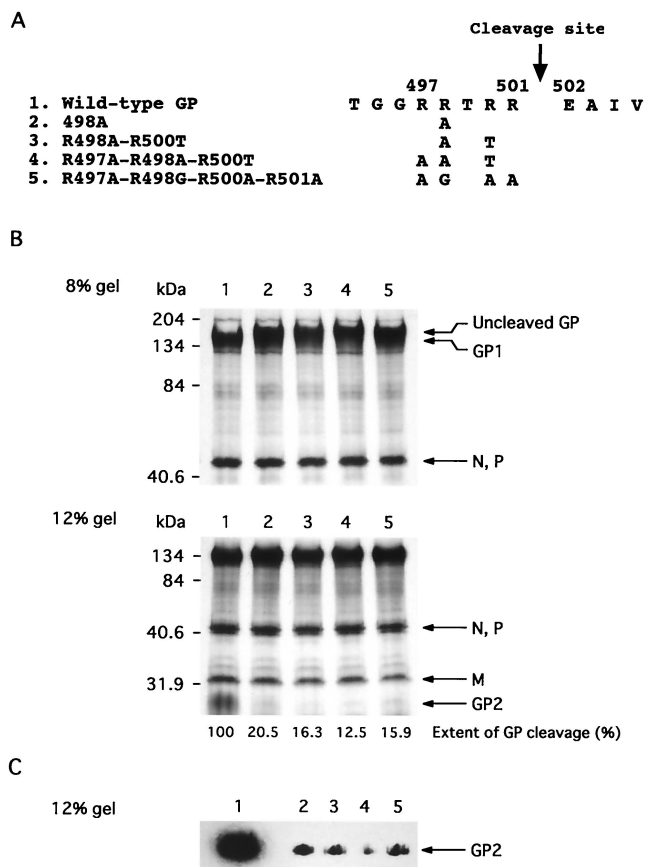 A
Cleavage site
497 501 502
1. Wild-type GP T G G R R T R R E A I V
2. 498A A
3. R498A-R500T A T
4. R497A-R498A-R500T A A T
5. R497A-R498G-R500A-R501A A G A A
B
8% gel kDa 1 2 3 4 5
204
Uncleaved GP
134
GP1
84
N, P
40.6
12% gel kDa 1 2 3 4 5
134
84
40.6 N, P
31.9 M
GP2
100 20.5 16.3 12.5 15.9 Extent of GP cleavage (%)
C
12% gel 1 2 3 4 5
GP2